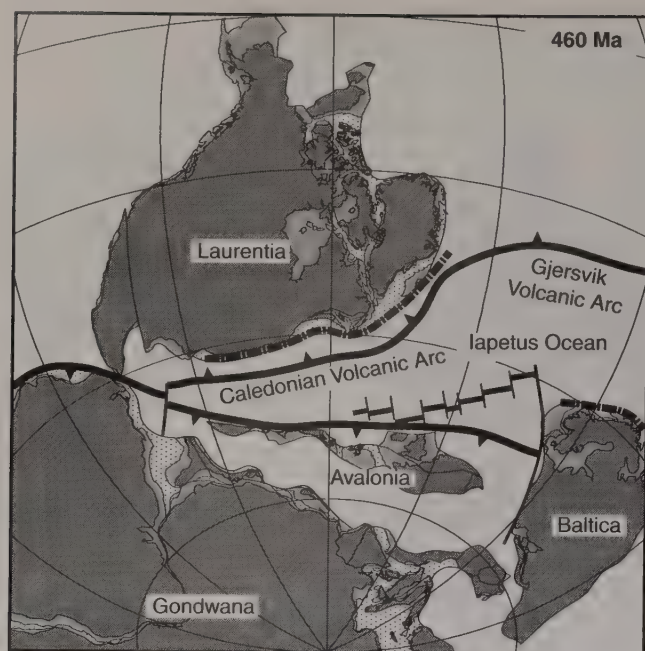 460 Ma
Laurentia
Gjersvik
Volcanic Arc
Iapetus Ocean
Caledonian Volcanic Arc
Avalonia
Baltica
Gondwana